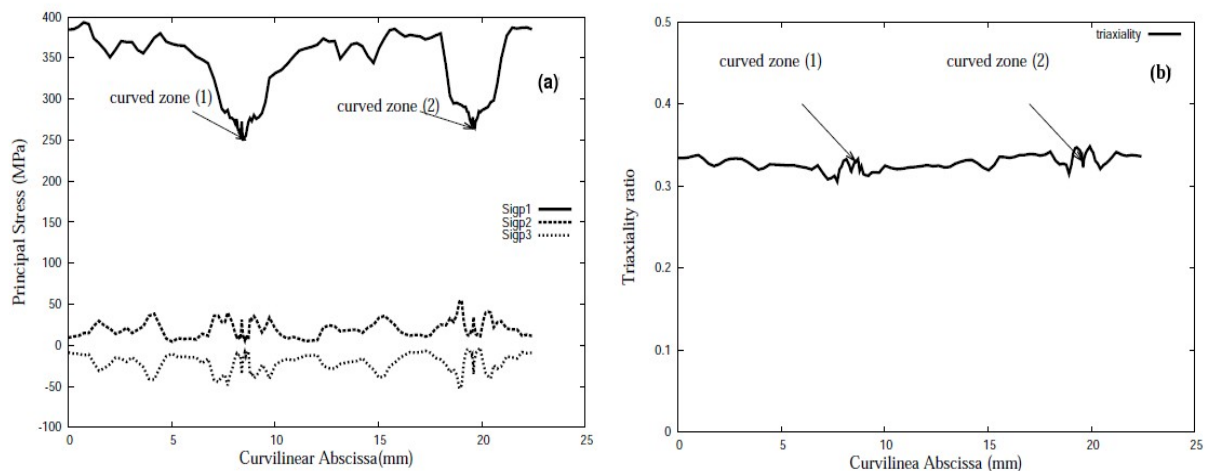 400
350
300
250
200
150
100
50
0
-50
-100
Principal Stress (MPa)
(a)
curved zone (1)
curved zone (2)
Sigp1
Sigp2
Sigp3
0 5 10 15 20 25
Curvilinear Abscissa(mm)
0.5
0.4
0.3
0.2
0.1
0
Triaxiality ratio
triaxiality
curved zone (1)
curved zone (2)
(b)
0 5 10 15 20 25
Curvilinea Abscissa (mm)